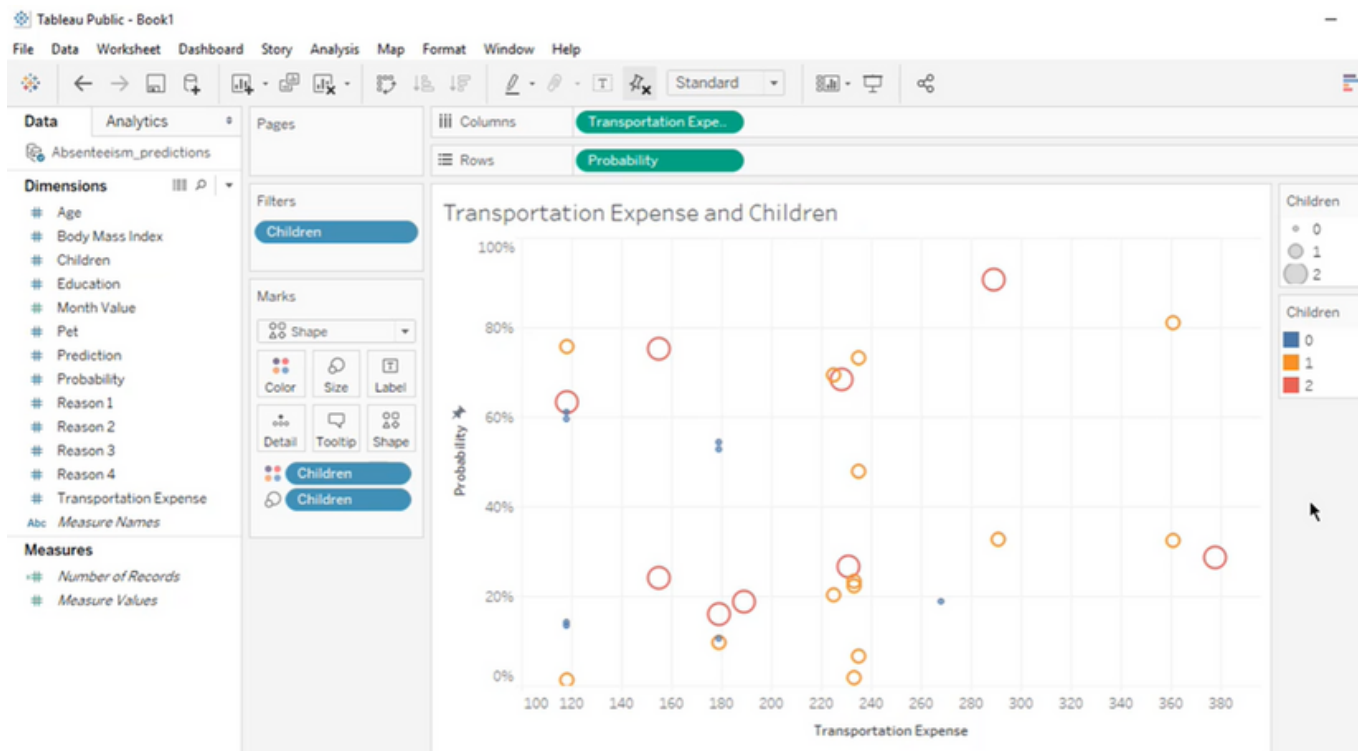 Tableau Public - Book1
File Data Worksheet Dashboard Story Analysis Map Format Window Help
Standard
Data Analytics
Absenteeism_predictions
Dimensions
Age
Body Mass Index
Children
Education
Month Value
Pet
Prediction
Probability
Reason 1
Reason 2
Reason 3
Reason 4
Transportation Expense
Abc Measure Names
Measures
Number of Records
Measure Values
Pages
Filters
Children
Marks
Shape
Color Size Label
Detail Tooltip Shape
Children
Children
Columns Transportation Expe..
Rows Probability
Transportation Expense and Children
100%
80%
60%
40%
20%
0%
Probability
100 120 140 160 180 200 220 240 260 280 300 320 340 360 380
Transportation Expense
Children
0
1
2
Children
0
1
2